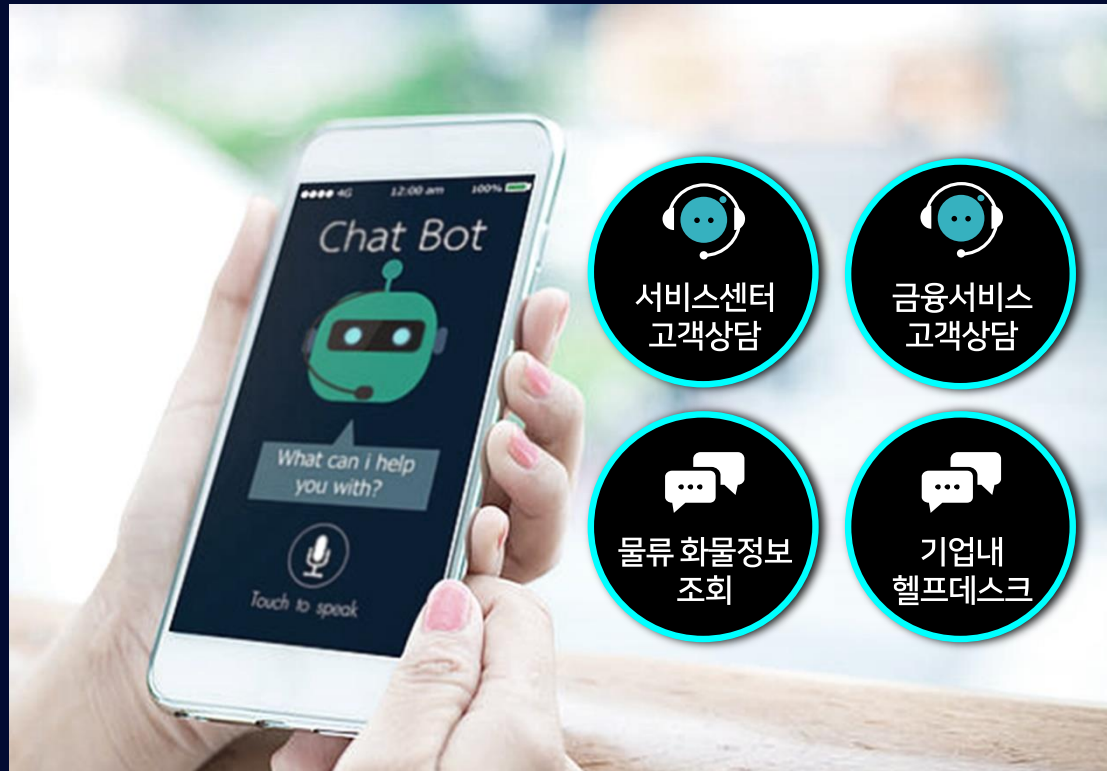 4G 12:00 am 100%
Chat Bot
What can i help
you with?
Touch to speak
서비스센터
고객상담
금융서비스
고객상담
물류 화물정보
조회
기업내
헬프데스크